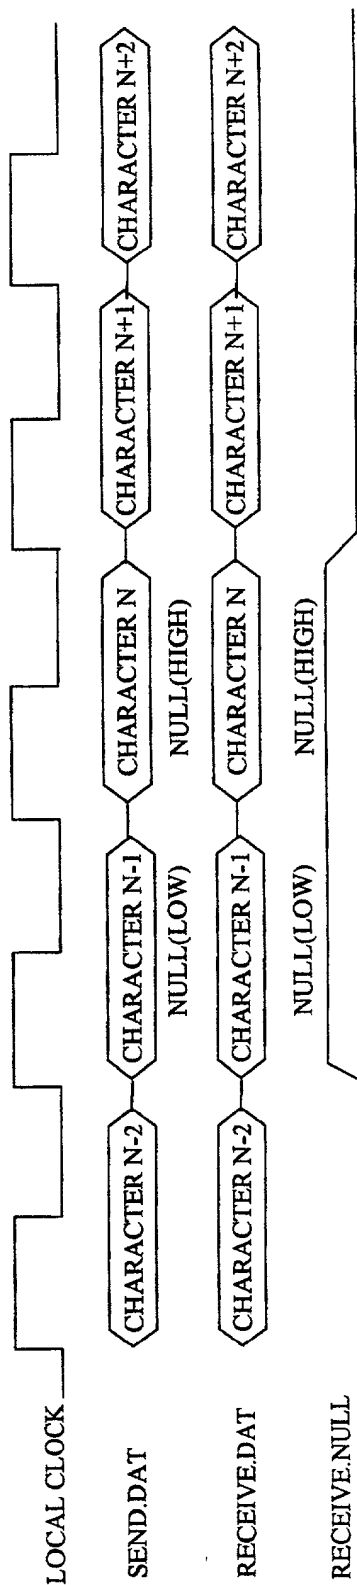 LOCAL CLOCK
SEND.DAT
CHARACTER N-2
CHARACTER N-1
CHARACTER N
CHARACTER N+1
CHARACTER N+2
NULL(LOW)
NULL(HIGH)
RECEIVE.DAT
CHARACTER N-2
CHARACTER N-1
CHARACTER N
CHARACTER N+1
CHARACTER N+2
NULL(LOW)
NULL(HIGH)
RECEIVE.NULL